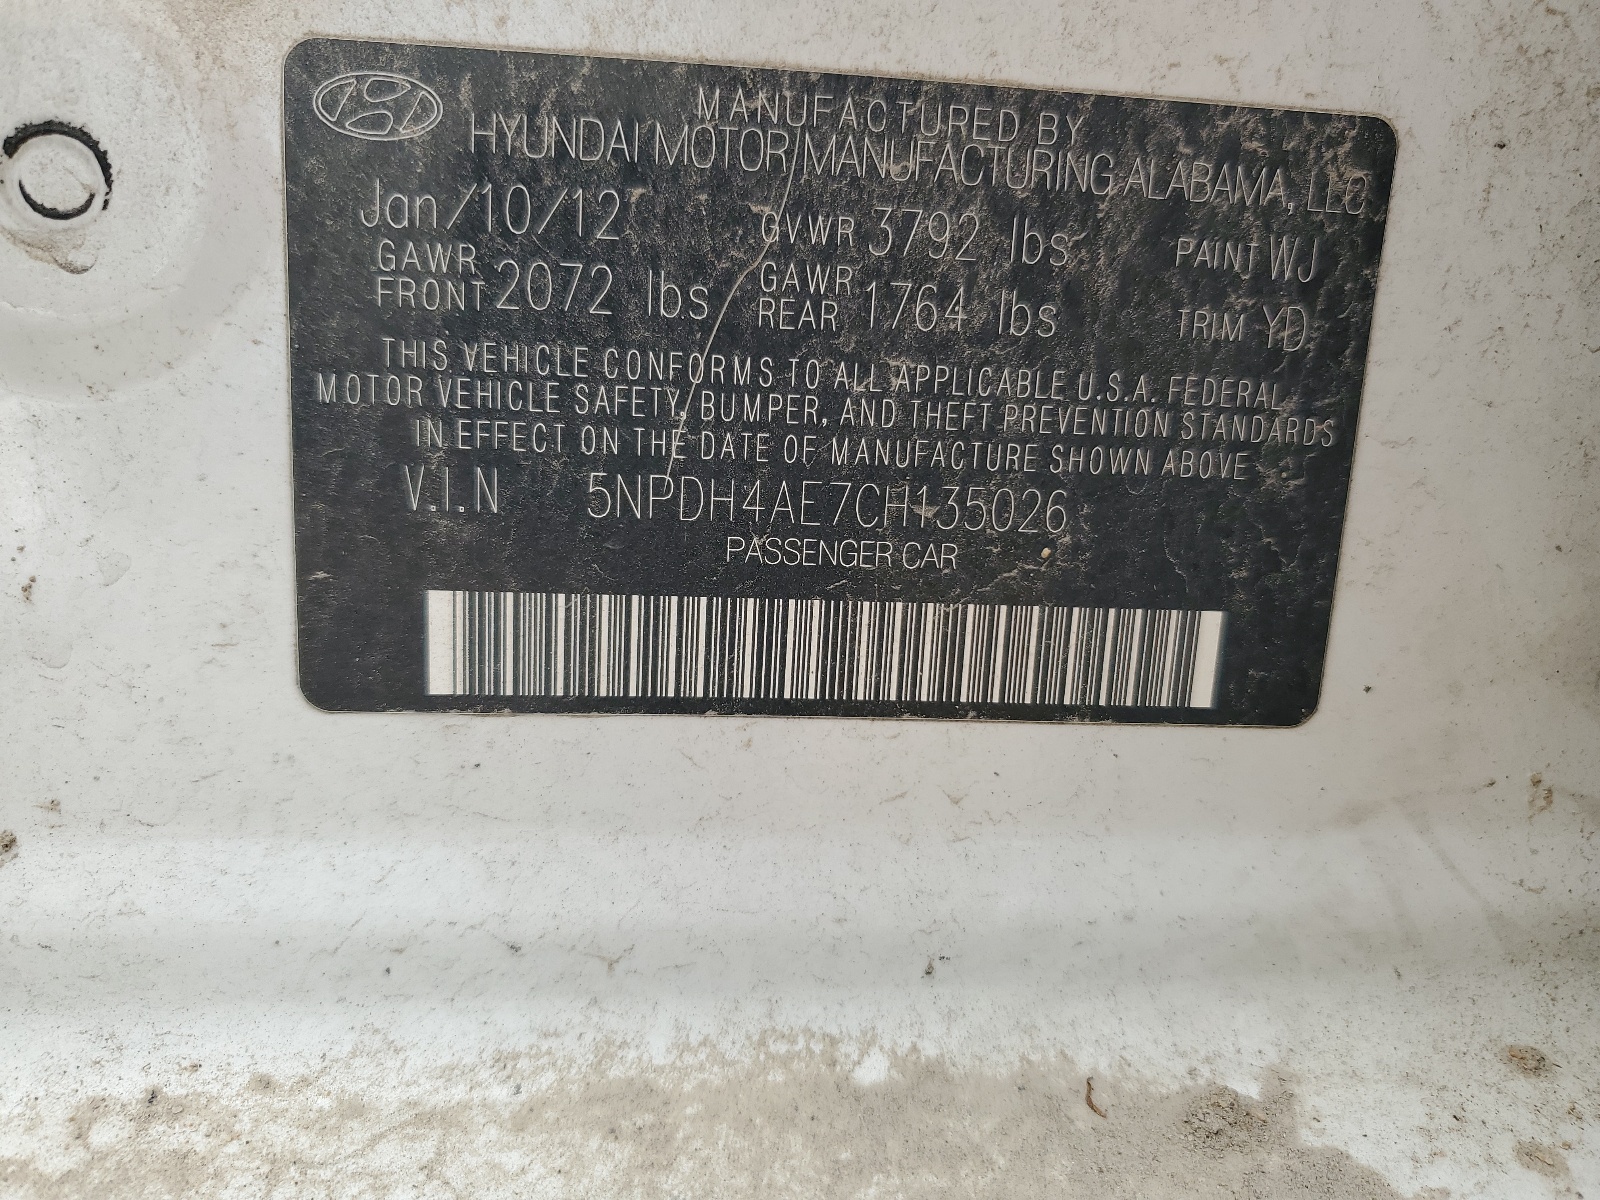 MANUFACTURED BY
HYUNDAI MOTOR MANUFACTURING ALABAMA, LLC
Jan/10/12 GVWR 3792 lbs PAINT WJ
GAWR FRONT 2072 lbs GAWR REAR 1764 lbs TRIM YD
THIS VEHICLE CONFORMS TO ALL APPLICABLE U.S.A. FEDERAL
MOTOR VEHICLE SAFETY, BUMPER, AND THEFT PREVENTION STANDARDS
IN EFFECT ON THE DATE OF MANUFACTURE SHOWN ABOVE.
V.I.N 5NPDH4AE7CH135026
PASSENGER CAR